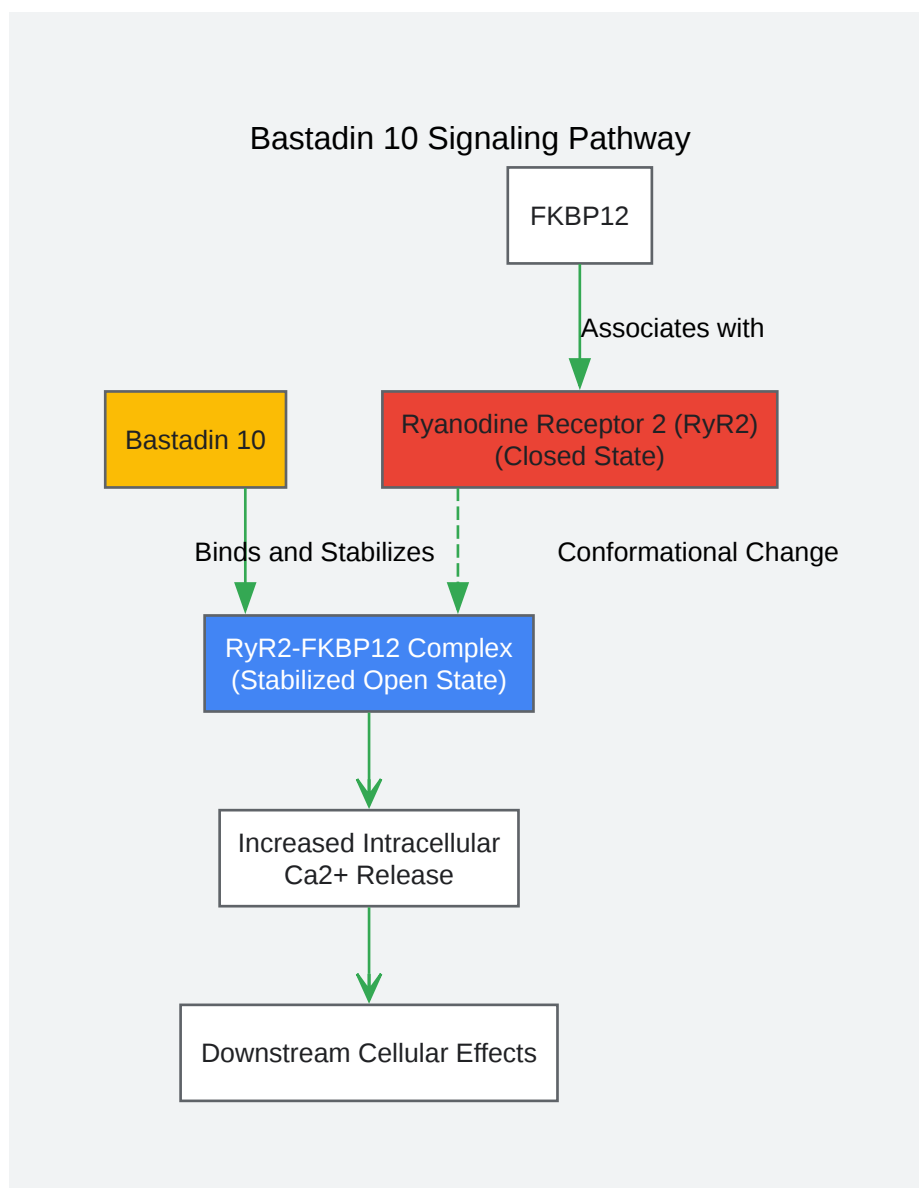 Bastadin 10 Signaling Pathway
FKBP12
Associates with
Bastadin 10
Ryanodine Receptor 2 (RyR2)
(Closed State)
Binds and Stabilizes
Conformational Change
RyR2-FKBP12 Complex
(Stabilized Open State)
Increased Intracellular
Ca2+ Release
Downstream Cellular Effects